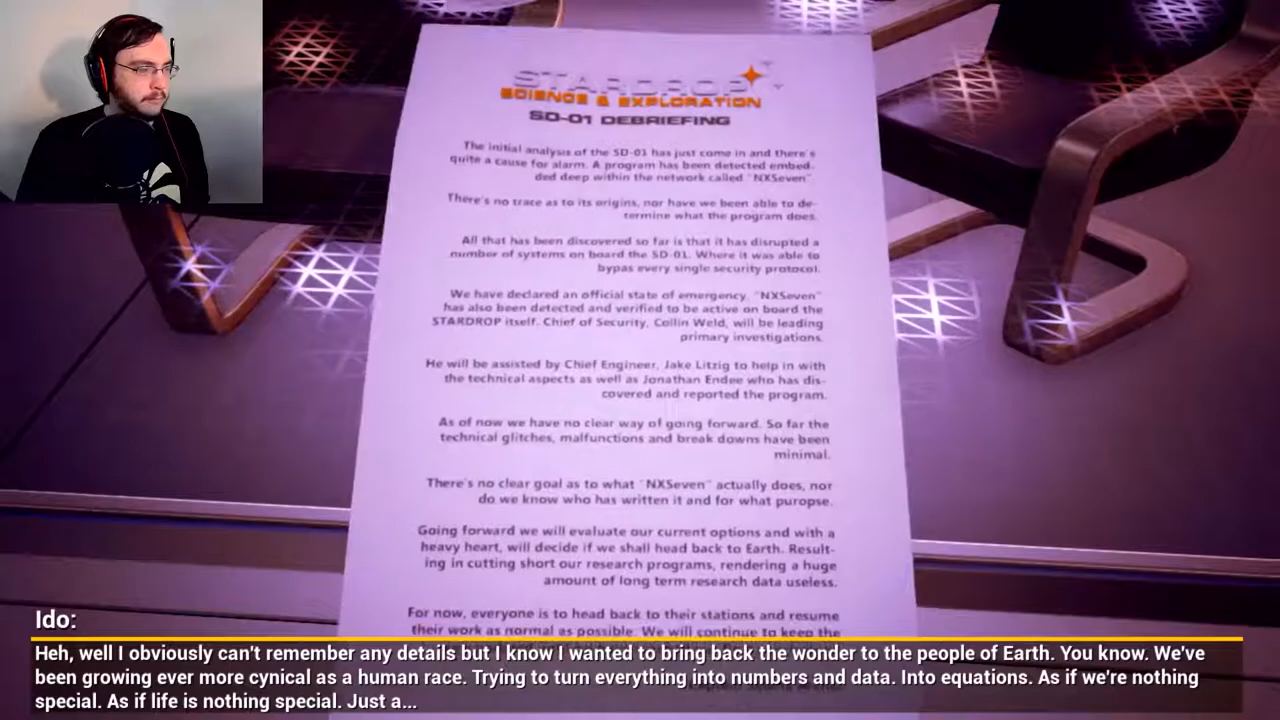 STARDROP
SCIENCE & EXPLORATION
SD-01 DEBRIEFING
The initial analysis of the SD-01 has just come in and there's
quite a cause for alarm. A program has been detected embed-
ded deep within the network called "NXSeven".
There's no trace as to its origins, nor have we been able to de-
termine what the program does.
All that has been discovered so far is that it has disrupted a
number of systems on board the SD-01. Where it was able to
bypas every single security protocol.
We have declared an official state of emergency. "NXSeven"
has also been detected and verified to be active on board the
STARDROP itself. Chief of Security, Collin Weld, will be leading
primary investigations.
He will be assisted by Chief Engineer, Jake Litzig to help in with
the technical aspects as well as Jonathan Endee who has dis-
covered and reported the program.
As of now we have no clear way of going forward. So far the
technical glitches, malfunctions and break downs have been
minimal.
There's no clear goal as to what "NXSeven" actually does, nor
do we know who has written it and for what puropse.
Going forward we will evaluate our current options and with a
heavy heart, will decide if we shall head back to Earth. Result-
ing in cutting short our research programs, rendering a huge
amount of long term research data useless.
For now, everyone is to head back to their stations and resume
their work as normal as possible. We will continue to keep the
Ido:
Heh, well I obviously can't remember any details but I know I wanted to bring back the wonder to the people of Earth. You know. We've
been growing ever more cynical as a human race. Trying to turn everything into numbers and data. Into equations. As if we're nothing
special. As if life is nothing special. Just a...